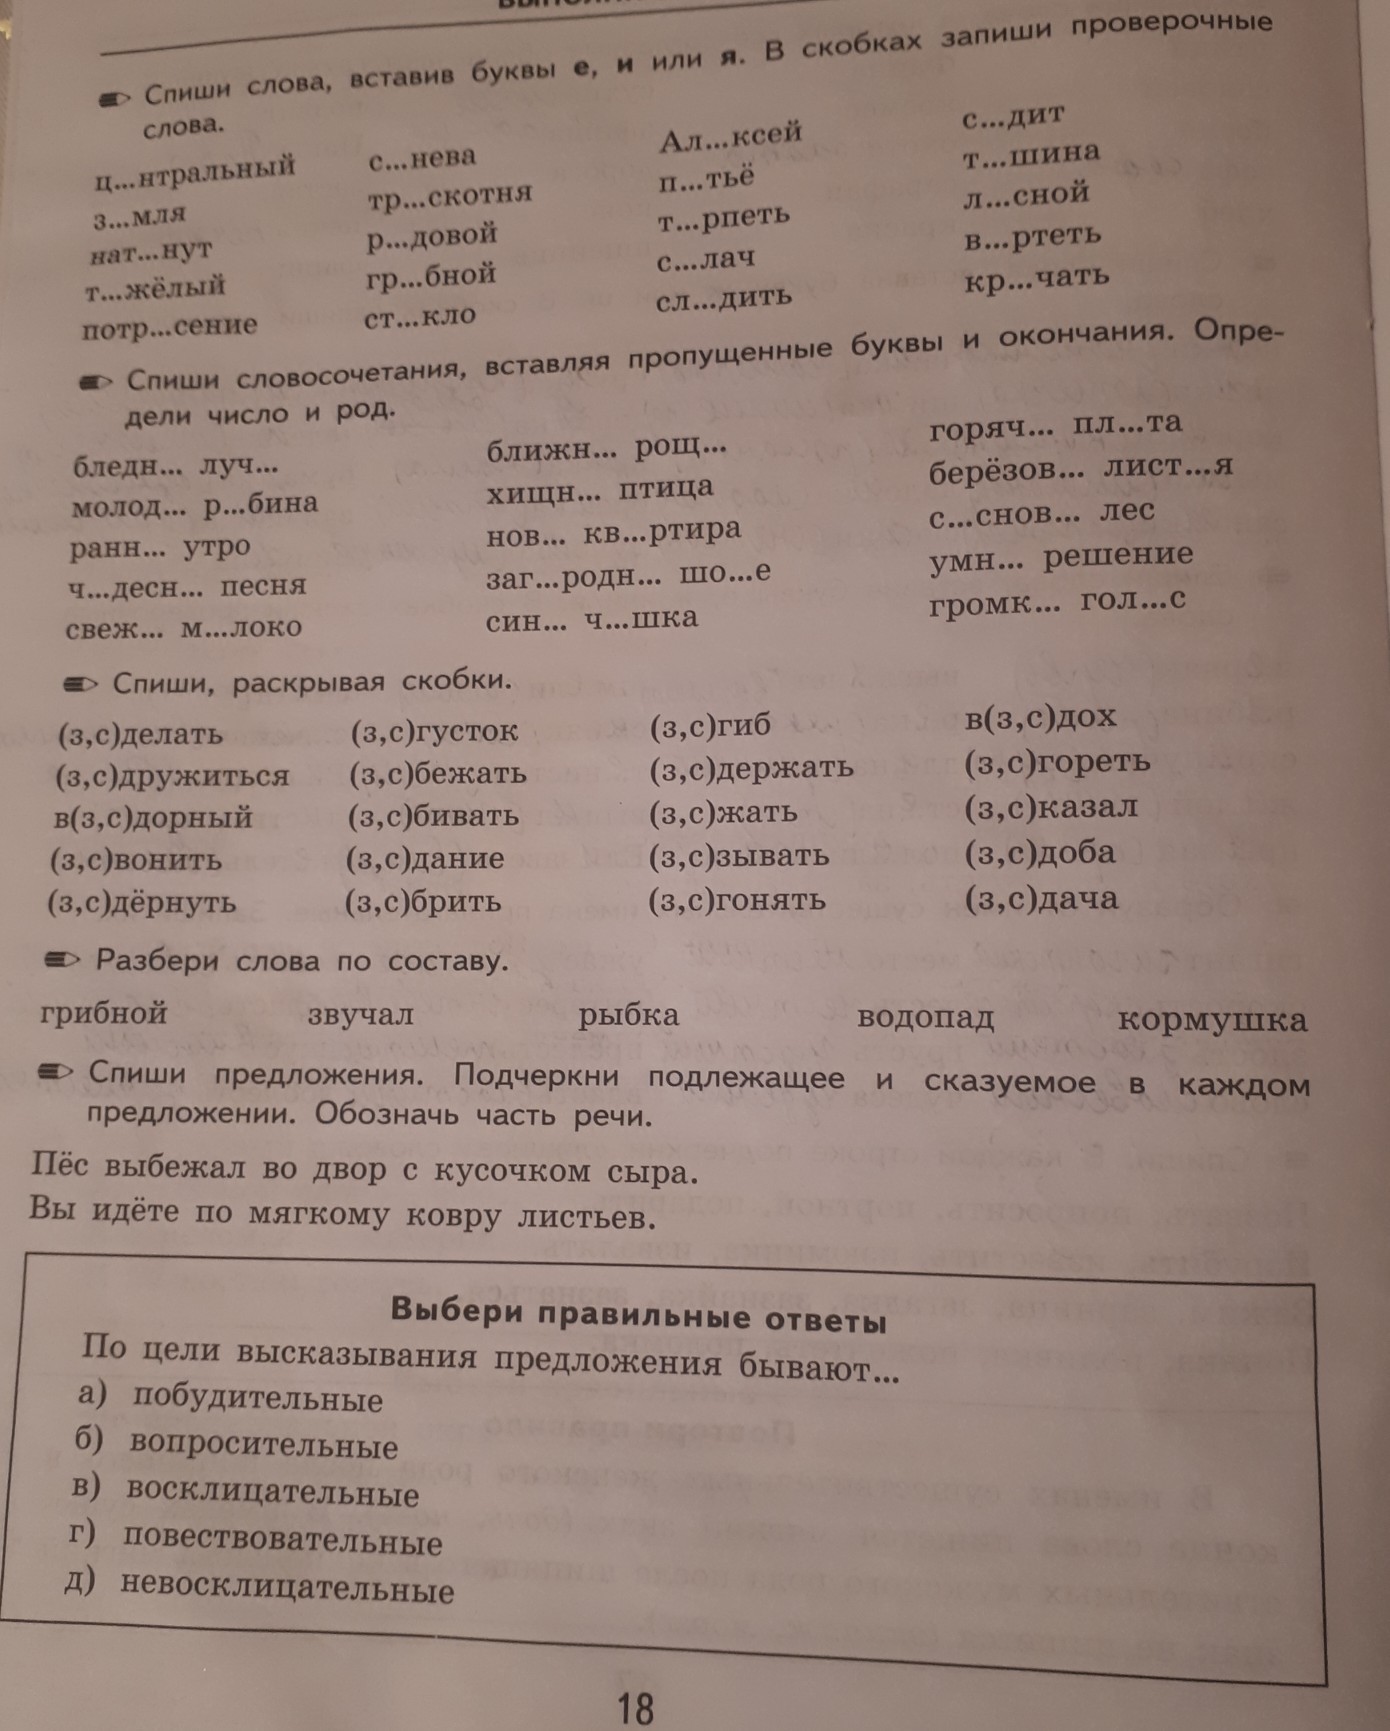 Спиши слова, вставив буквы е, и или я. В скобках запиши проверочные
слова.
ц...нтральный с...нева Ал...ксей с...дит
з...мля тр...скотня п...тьё т...шина
нат...нут р...довой т...рпеть л...сной
т...жёлый гр...бной с...лач в...ртеть
потр...сение ст...кло сл...дить кр...чать
Спиши словосочетания, вставляя пропущенные буквы и окончания. Опре-
дели число и род.
бледн... луч... ближн... рощ... горяч... пл...та
молод... р...бина хищн... птица берёзов... лист...я
ранн... утро нов... кв...ртира с...снов... лес
ч...десн... песня заг...родн... шо...е умн... решение
свеж... м...локо син... ч...шка громк... гол...с
Спиши, раскрывая скобки.
(з,с)делать (з,с)густок (з,с)гиб в(з,с)дох
(з,с)дружиться (з,с)бежать (з,с)держать (з,с)гореть
в(з,с)дорный (з,с)бивать (з,с)жать (з,с)казал
(з,с)вонить (з,с)дание (з,с)зывать (з,с)доба
(з,с)дёрнуть (з,с)брить (з,с)гонять (з,с)дача
Разбери слова по составу.
грибной звучал рыбка водопад кормушка
Спиши предложения. Подчеркни подлежащее и сказуемое в каждом
предложении. Обозначь часть речи.
Пёс выбежал во двор с кусочком сыра.
Вы идёте по мягкому ковру листьев.
Выбери правильные ответы
По цели высказывания предложения бывают...
а) побудительные
б) вопросительные
в) восклицательные
г) повествовательные
д) невосклицательные
18